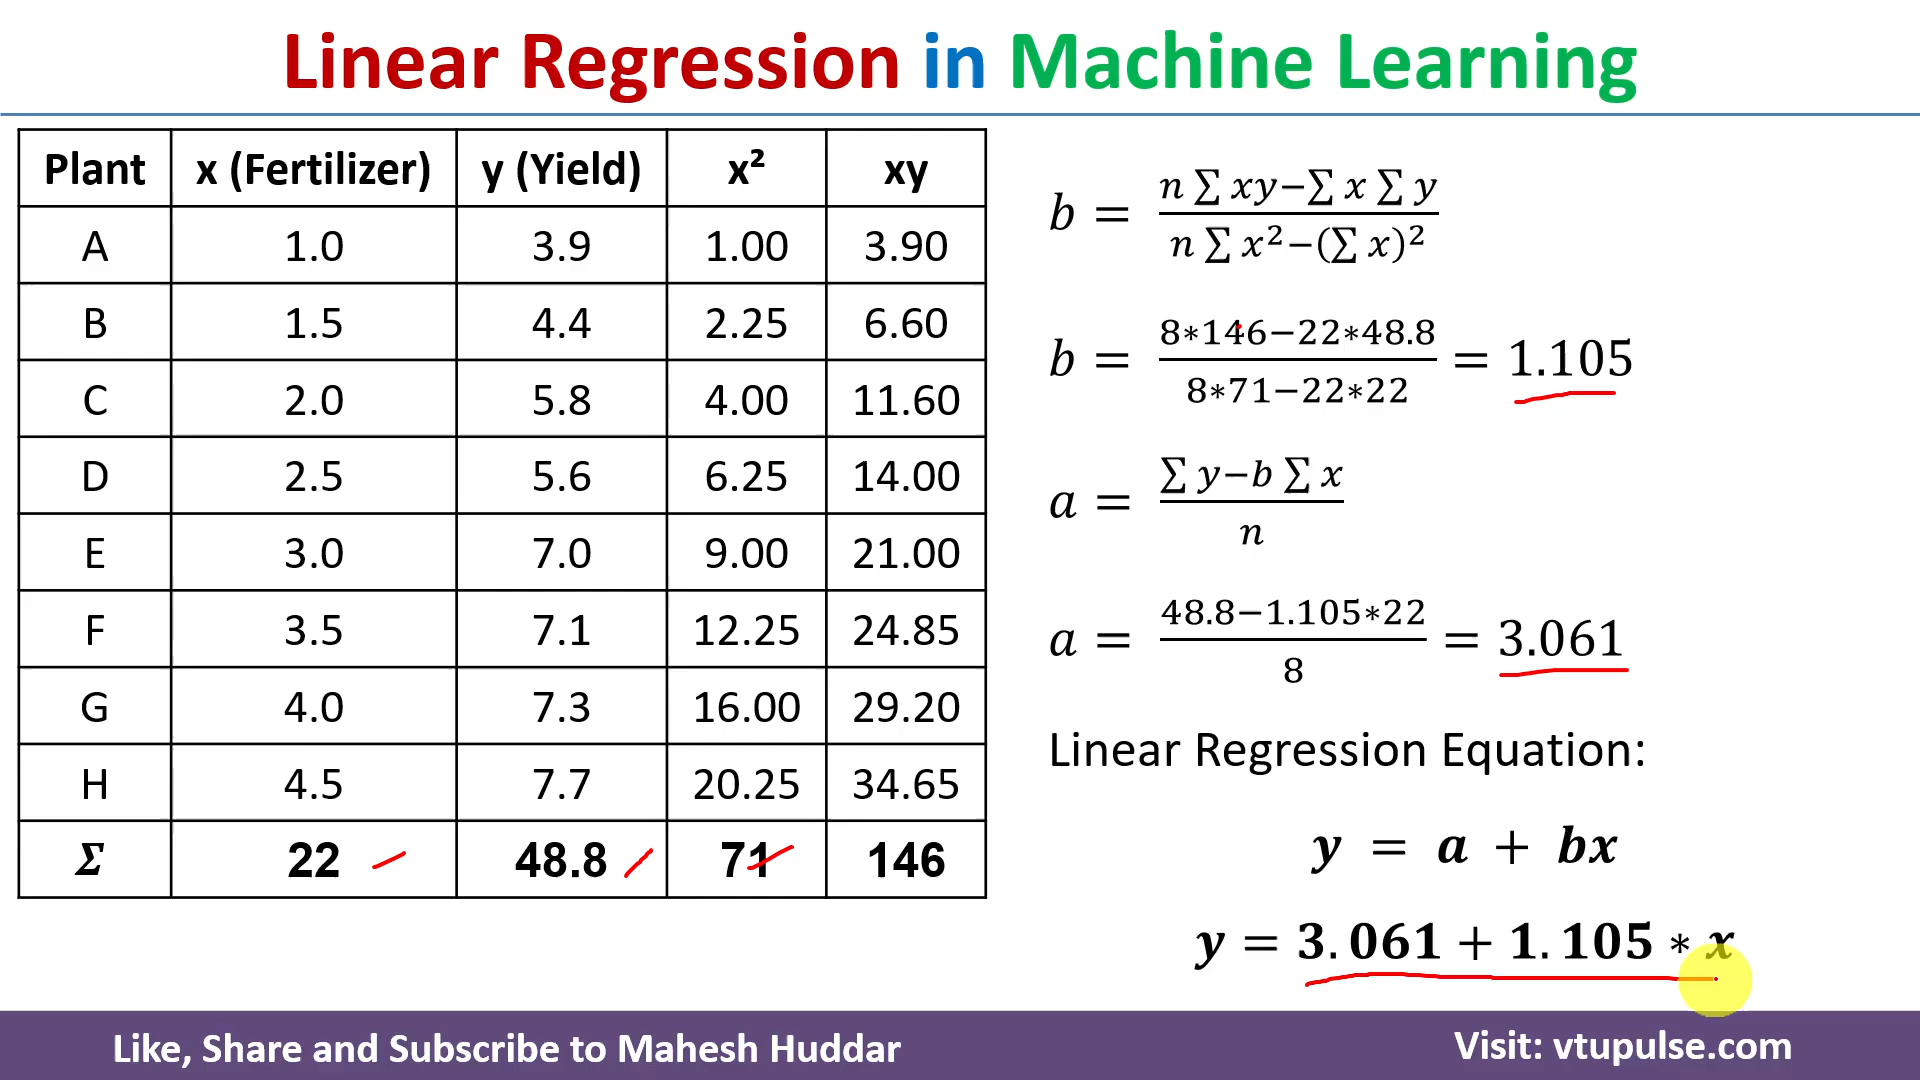 Linear Regression in Machine Learning
Plant x (Fertilizer) y (Yield) x² xy
A 1.0 3.9 1.00 3.90
B 1.5 4.4 2.25 6.60
C 2.0 5.8 4.00 11.60
D 2.5 5.6 6.25 14.00
E 3.0 7.0 9.00 21.00
F 3.5 7.1 12.25 24.85
G 4.0 7.3 16.00 29.20
H 4.5 7.7 20.25 34.65
Σ 22 48.8 71 146
b = (n ∑ xy−∑ x ∑ y) / (n ∑ x²−(∑ x)²)
b = (8∗146−22∗48.8) / (8∗71−22∗22) = 1.105
a = (∑ y−b ∑ x) / n
a = (48.8−1.105∗22) / 8 = 3.061
Linear Regression Equation:
y = a + bx
y = 3.061 + 1.105 ∗ x
Like, Share and Subscribe to Mahesh Huddar
Visit: vtupulse.com